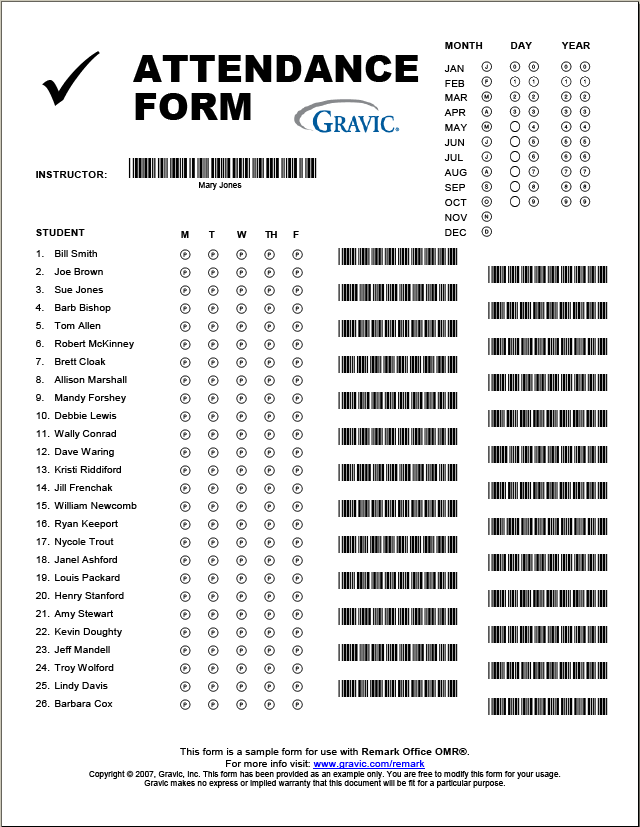 ATTENDANCE
FORM
GRAVIC®
MONTH DAY YEAR
JAN J 0 0 0 0
FEB F 1 1 1 1
MAR M 2 2 2 2
APR A 3 3 3 3
MAY M 4 4 4
JUN J 5 5 5
JUL J 6 6 6
AUG A 7 7 7
SEP S 8 8 8
OCT O 9 9 9
NOV N
DEC D
INSTRUCTOR:
Mary Jones
STUDENT M T W TH F
1. Bill Smith P P P P P
2. Joe Brown P P P P P
3. Sue Jones P P P P P
4. Barb Bishop P P P P P
5. Tom Allen P P P P P
6. Robert McKinney P P P P P
7. Brett Cloak P P P P P
8. Allison Marshall P P P P P
9. Mandy Forshey P P P P P
10. Debbie Lewis P P P P P
11. Wally Conrad P P P P P
12. Dave Waring P P P P P
13. Kristi Riddiford P P P P P
14. Jill Frenchak P P P P P
15. William Newcomb P P P P P
16. Ryan Keeport P P P P P
17. Nycole Trout P P P P P
18. Janel Ashford P P P P P
19. Louis Packard P P P P P
20. Henry Stanford P P P P P
21. Amy Stewart P P P P P
22. Kevin Doughty P P P P P
23. Jeff Mandell P P P P P
24. Troy Wolford P P P P P
25. Lindy Davis P P P P P
26. Barbara Cox P P P P P
This form is a sample form for use with Remark Office OMR®.
For more info visit: www.gravic.com/remark
Copyright © 2007, Gravic, Inc. This form has been provided as an example only. You are free to modify this form for your usage.
Gravic makes no express or implied warranty that this document will be fit for a particular purpose.